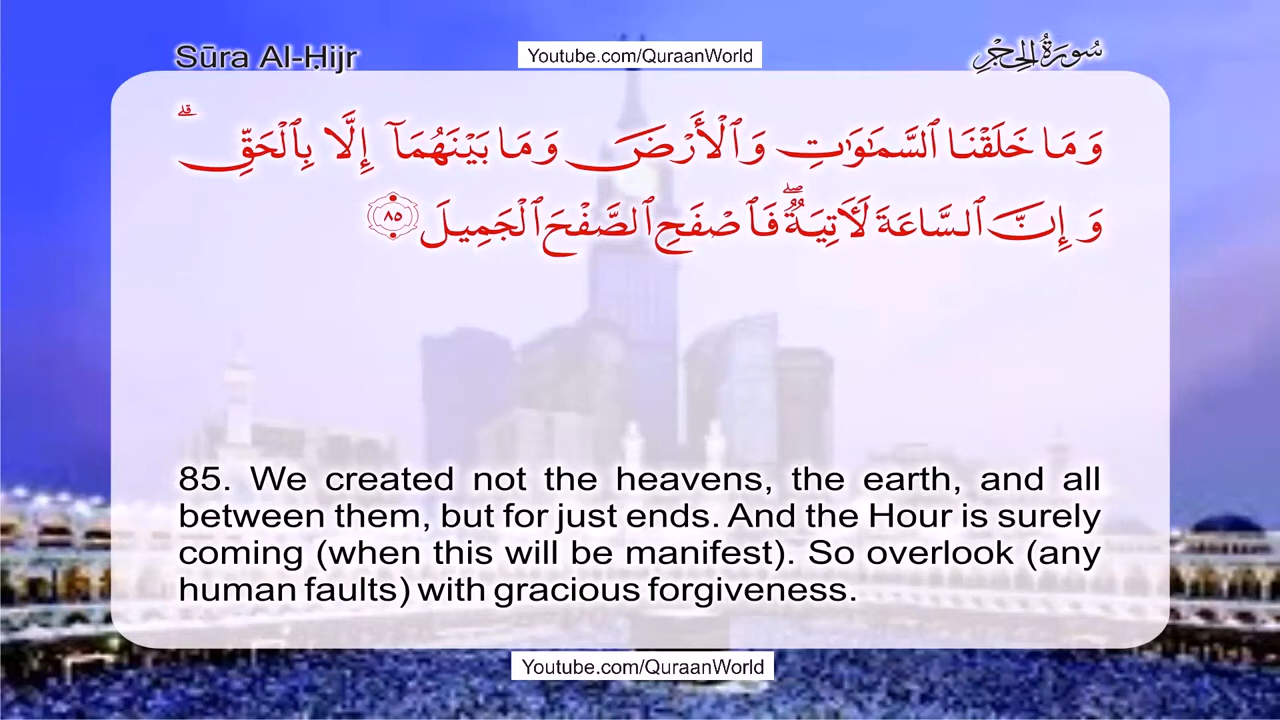 Sūra Al-Ḥijr
Youtube.com/QuraanWorld
سُورَةُ الحِجْرِ
وَمَا خَلَقْنَا ٱلسَّمَـٰوَٰتِ وَٱلْأَرْضَ وَمَا بَيْنَهُمَآ إِلَّا بِٱلْحَقِّ ۗ
وَإِنَّ ٱلسَّاعَةَ لَـَٔاتِيَةٌ ۖ فَٱصْفَحِ ٱلصَّفْحَ ٱلْجَمِيلَ ٨٥
85. We created not the heavens, the earth, and all
between them, but for just ends. And the Hour is surely
coming (when this will be manifest). So overlook (any
human faults) with gracious forgiveness.
Youtube.com/QuraanWorld